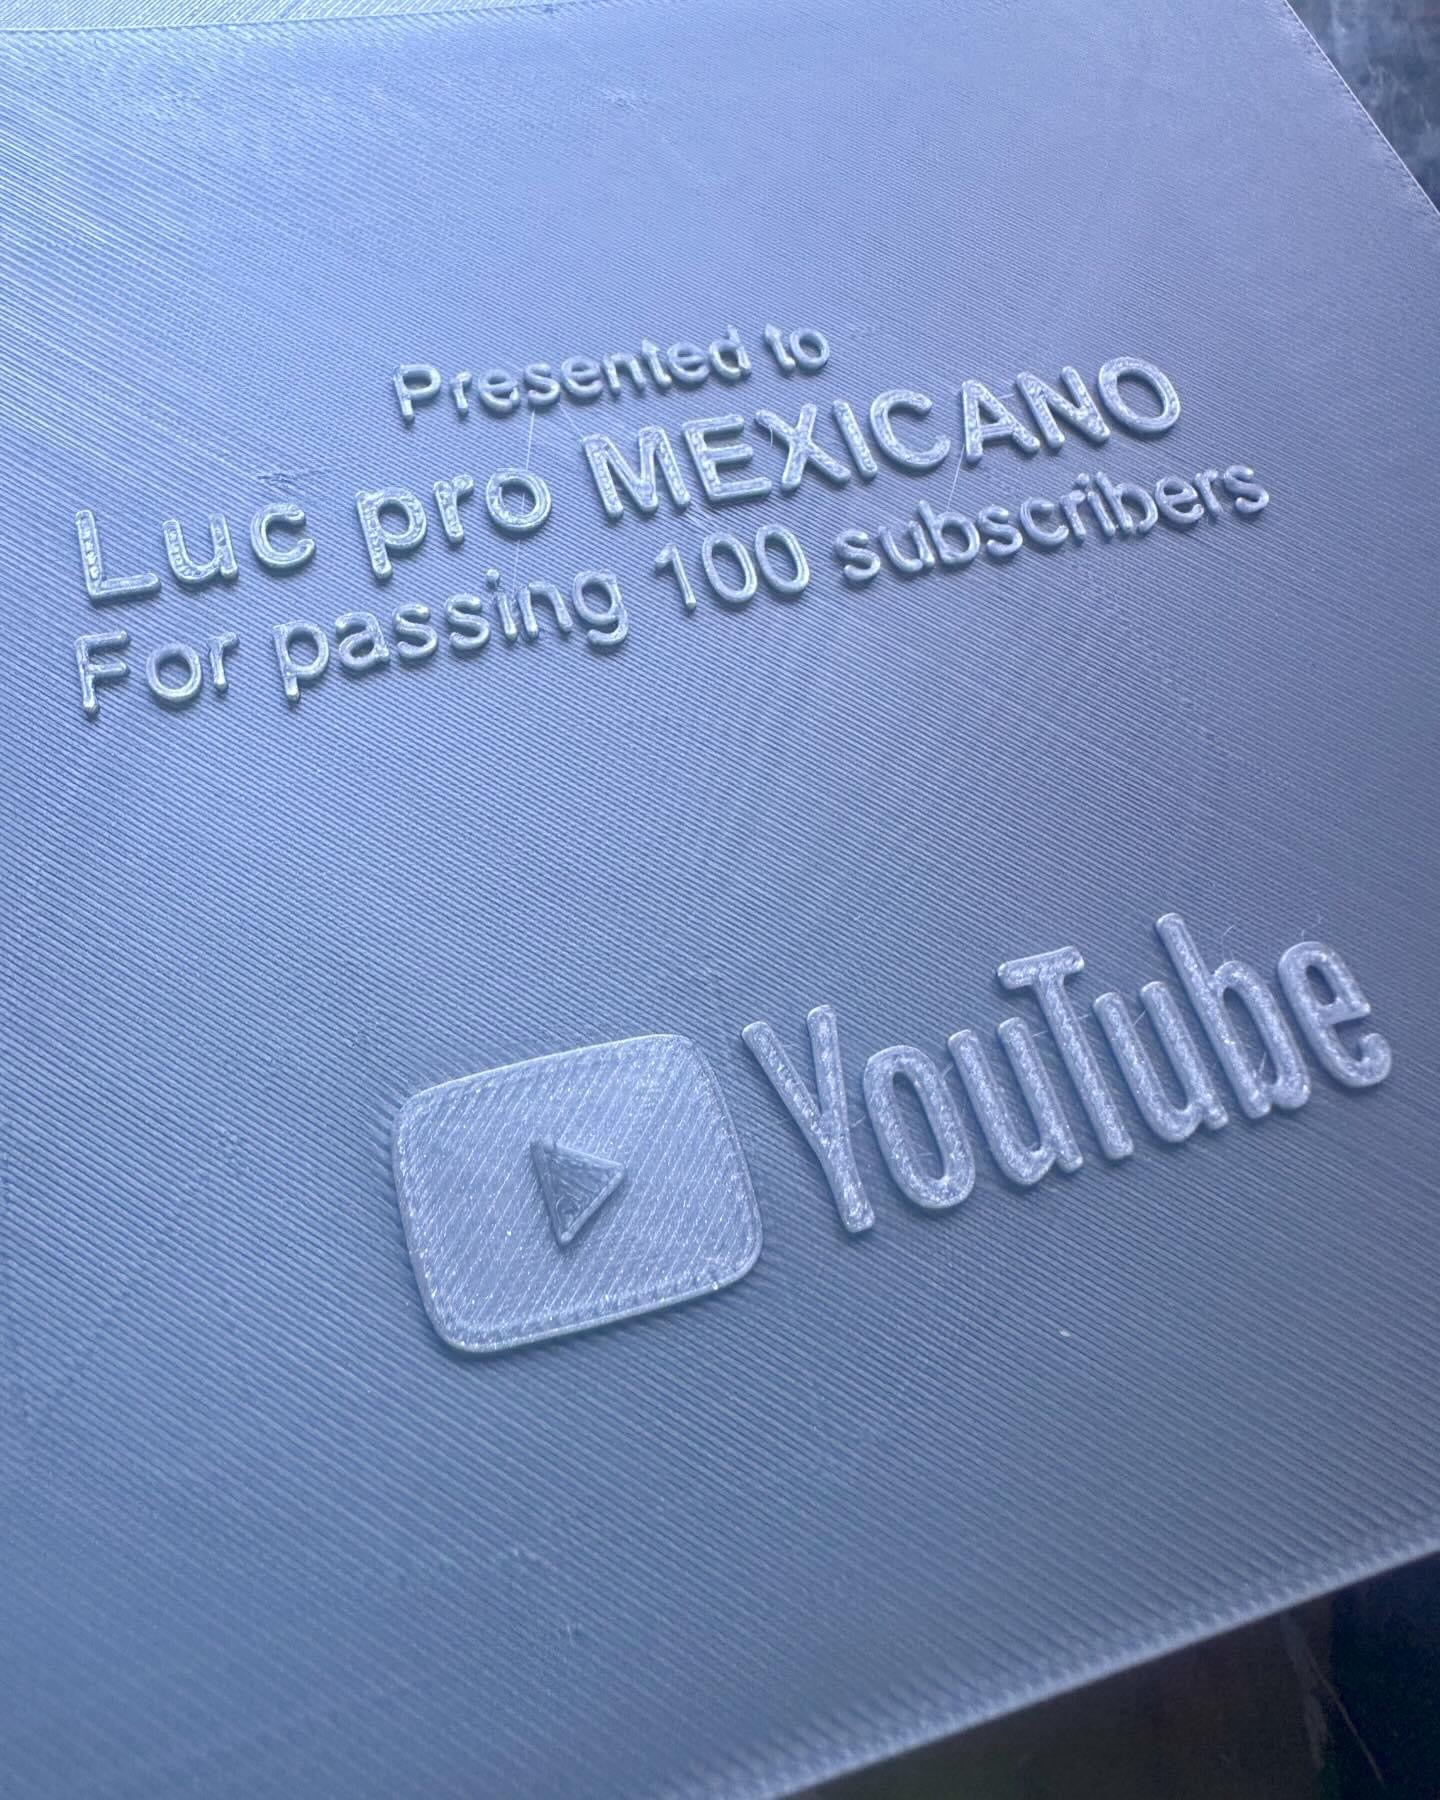 Presented to
Luc pro MEXICANO
For passing 100 subscribers
YouTube